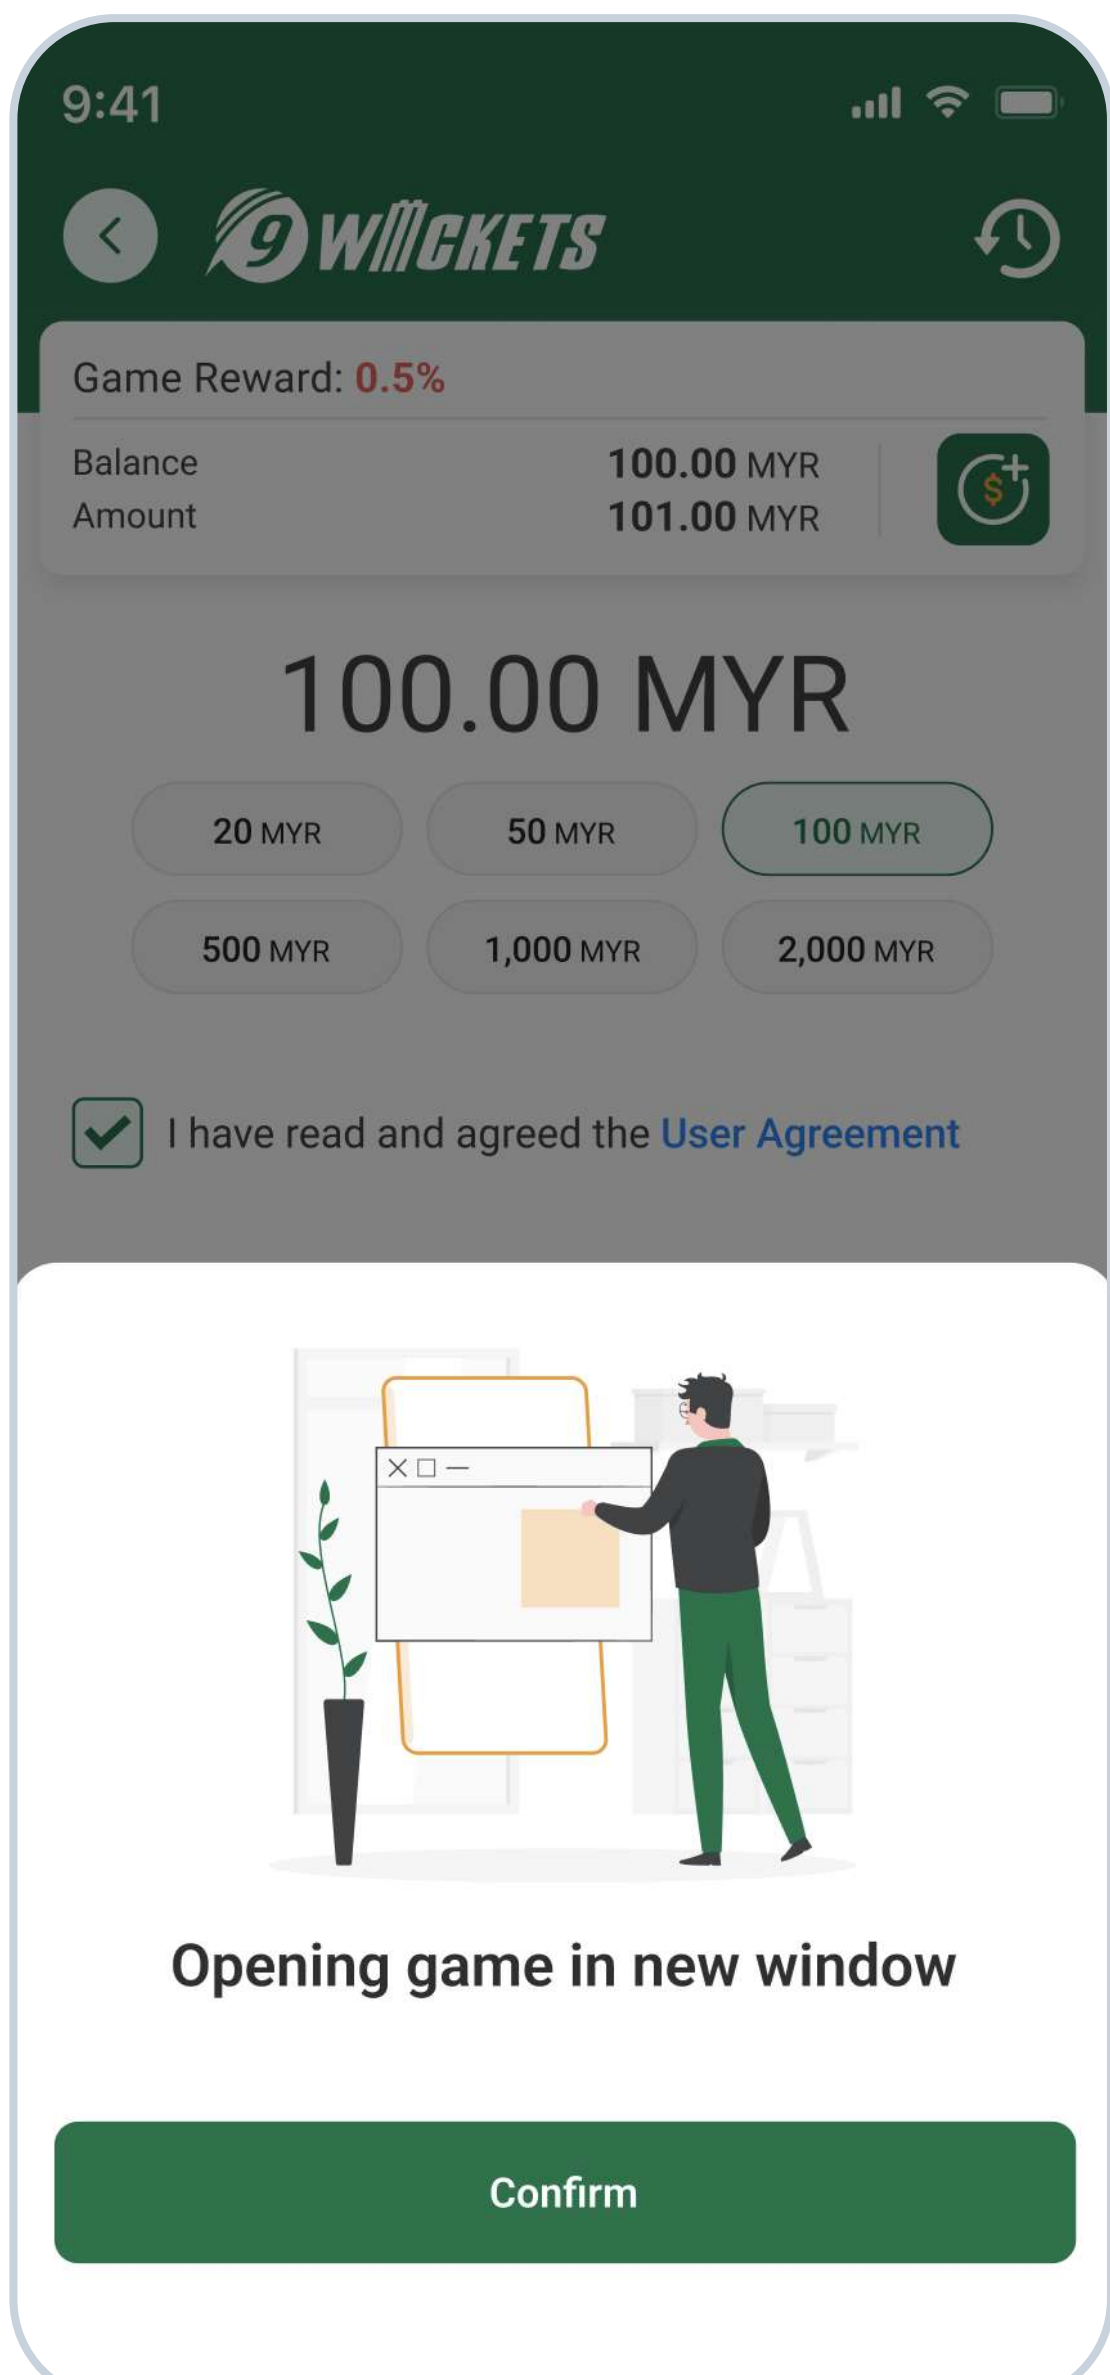 9:41
9 WICKETS
Game Reward: 0.5%
Balance 100.00 MYR
Amount 101.00 MYR
$
100.00 MYR
20 MYR 50 MYR 100 MYR
500 MYR 1,000 MYR 2,000 MYR
I have read and agreed the User Agreement
Opening game in new window
Confirm